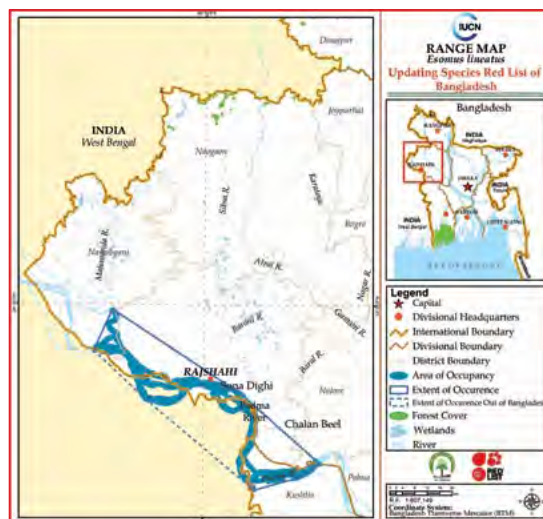 Dinajpur
INDIA
West Bengal
Joypurhat
Naogaon
Sibna R.
Karatoya
Bogra
Mahananda R.
Nawabganj
Atrai R.
Nagar R.
Baranai R.
Gumani R.
Baral R.
RAJSHAHI
Suna Dighi
Padma
River
Natore
Chalan Beel
Pabna
Kushtia
IUCN
RANGE MAP
Esomus lineatus
Updating Species Red List of
Bangladesh
Bangladesh
INDIA
DHAKA
INDIA
West Bengal
INDIA
BAY OF BENGAL
Legend
Capital
Divisional Headquarters
International Boundary
Divisional Boundary
District Boundary
Area of Occupancy
Extent of Occurence
Extent of Occurence Out of Bangladesh
Forest Cover
Wetlands
River
RED
LIST
Coordinate System:
Bangladesh Transverse Mercator (BTM)